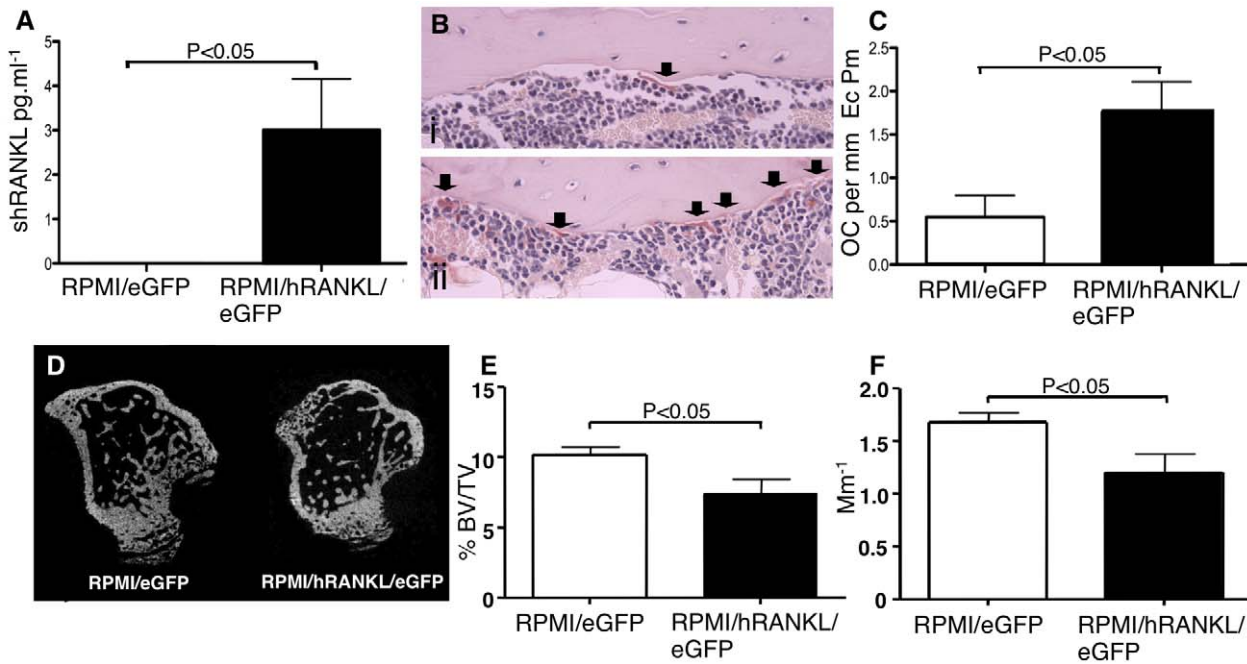 A
shRANKL pg.ml-1
5
4
3
2
1
0
P<0.05
RPMI/eGFP
RPMI/hRANKL/
eGFP
B
i
ii
C
OC per mm Ec Pm
2.5
2.0
1.5
1.0
0.5
0.0
P<0.05
RPMI/eGFP
RPMI/hRANKL/
eGFP
D
RPMI/eGFP
RPMI/hRANKL/eGFP
E
% BV/TV
15
10
5
0
P<0.05
RPMI/eGFP
RPMI/hRANKL/
eGFP
F
Mm-1
2.0
1.5
1.0
0.5
0
P<0.05
RPMI/eGFP
RPMI/hRANKL/
eGFP